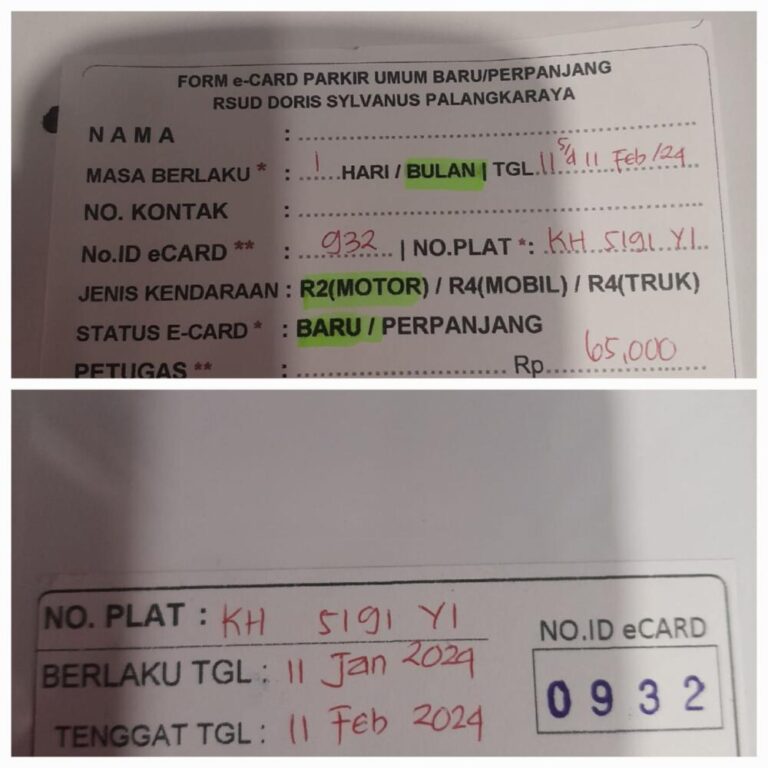 FORM e-CARD PARKIR UMUM BARU/PERPANJANG
RSUD DORIS SYLVANUS PALANGKARAYA
NAMA : ..........
MASA BERLAKU * : 1 HARI / BULAN | TGL. 11 s/d 11 Feb/24
NO. KONTAK : ..........
No.ID eCARD ** : 932 | NO.PLAT *: KH 5191 YI
JENIS KENDARAAN : R2(MOTOR) / R4(MOBIL) / R4(TRUK)
STATUS E-CARD * : BARU / PERPANJANG
PETUGAS ** : .......... Rp. 65,000
NO. PLAT : KH 5191 YI
BERLAKU TGL : 11 Jan 2024
TENGGAT TGL : 11 Feb 2024
NO.ID eCARD
0932